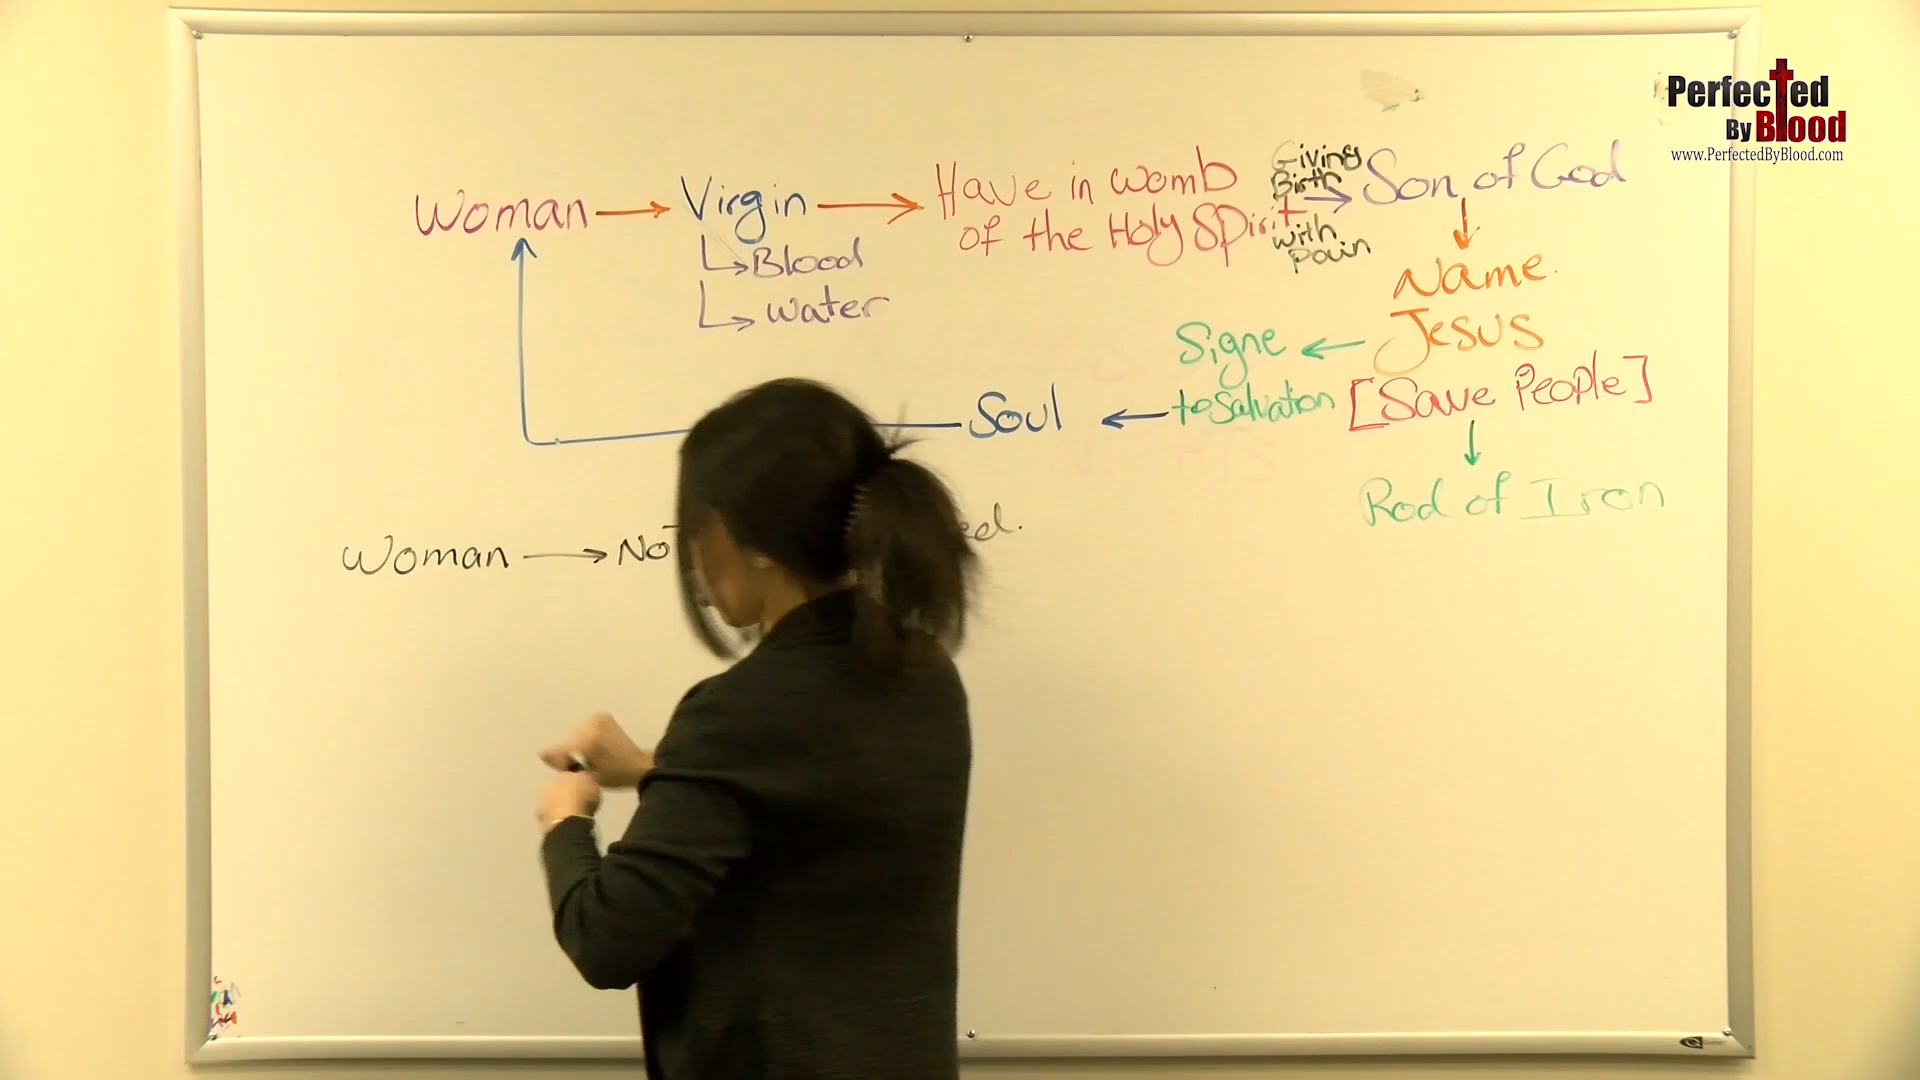 Perfected
By Blood
www.PerfectedByBlood.com
Woman → Virgin → Have in womb
of the Holy Spirit
Giving
Birth
with
Pain
→ Son of God
↳ Blood
↳ water
Name
Jesus
[Save People]
Signe ←
to Salvation
Soul ←
Rod of Iron
Woman → No